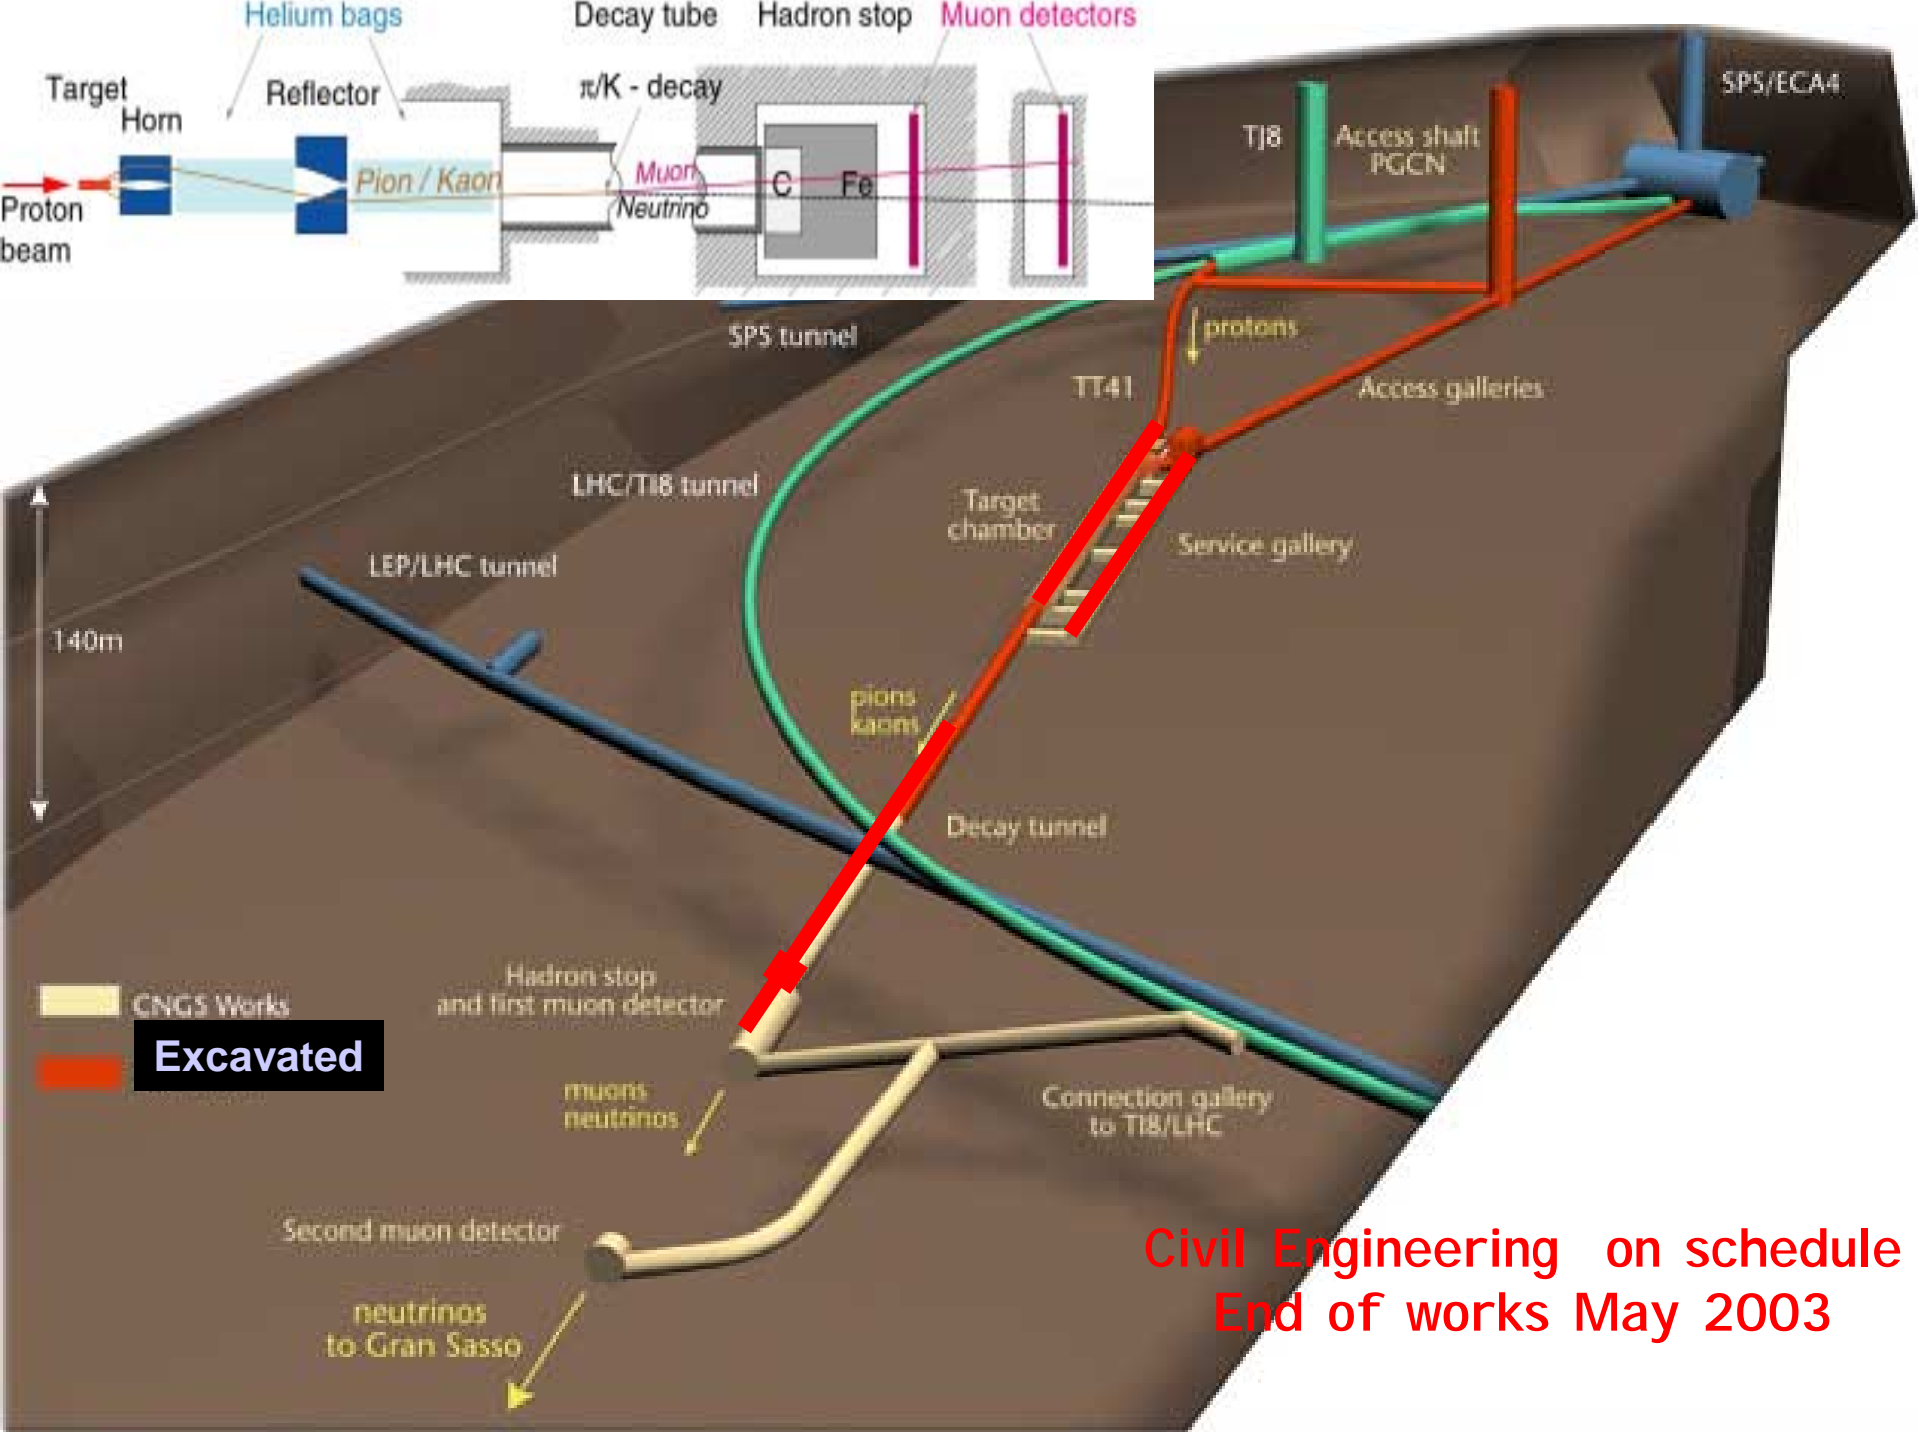 Helium bags
Decay tube
Hadron stop
Muon detectors
Target
Horn
Reflector
π/K - decay
Pion / Kaon
Muon
Neutrino
C
Fe
Proton
beam
SPS/ECA4
TJ8
Access shaft
PGCN
SPS tunnel
protons
TT41
Access galleries
LHC/TI8 tunnel
Target
chamber
Service gallery
LEP/LHC tunnel
140m
pions
kaons
Decay tunnel
Hadron stop
and first muon detector
CNGS Works
Excavated
muons
neutrinos
Connection gallery
to TI8/LHC
Second muon detector
neutrinos
to Gran Sasso
Civil Engineering on schedule
End of works May 2003